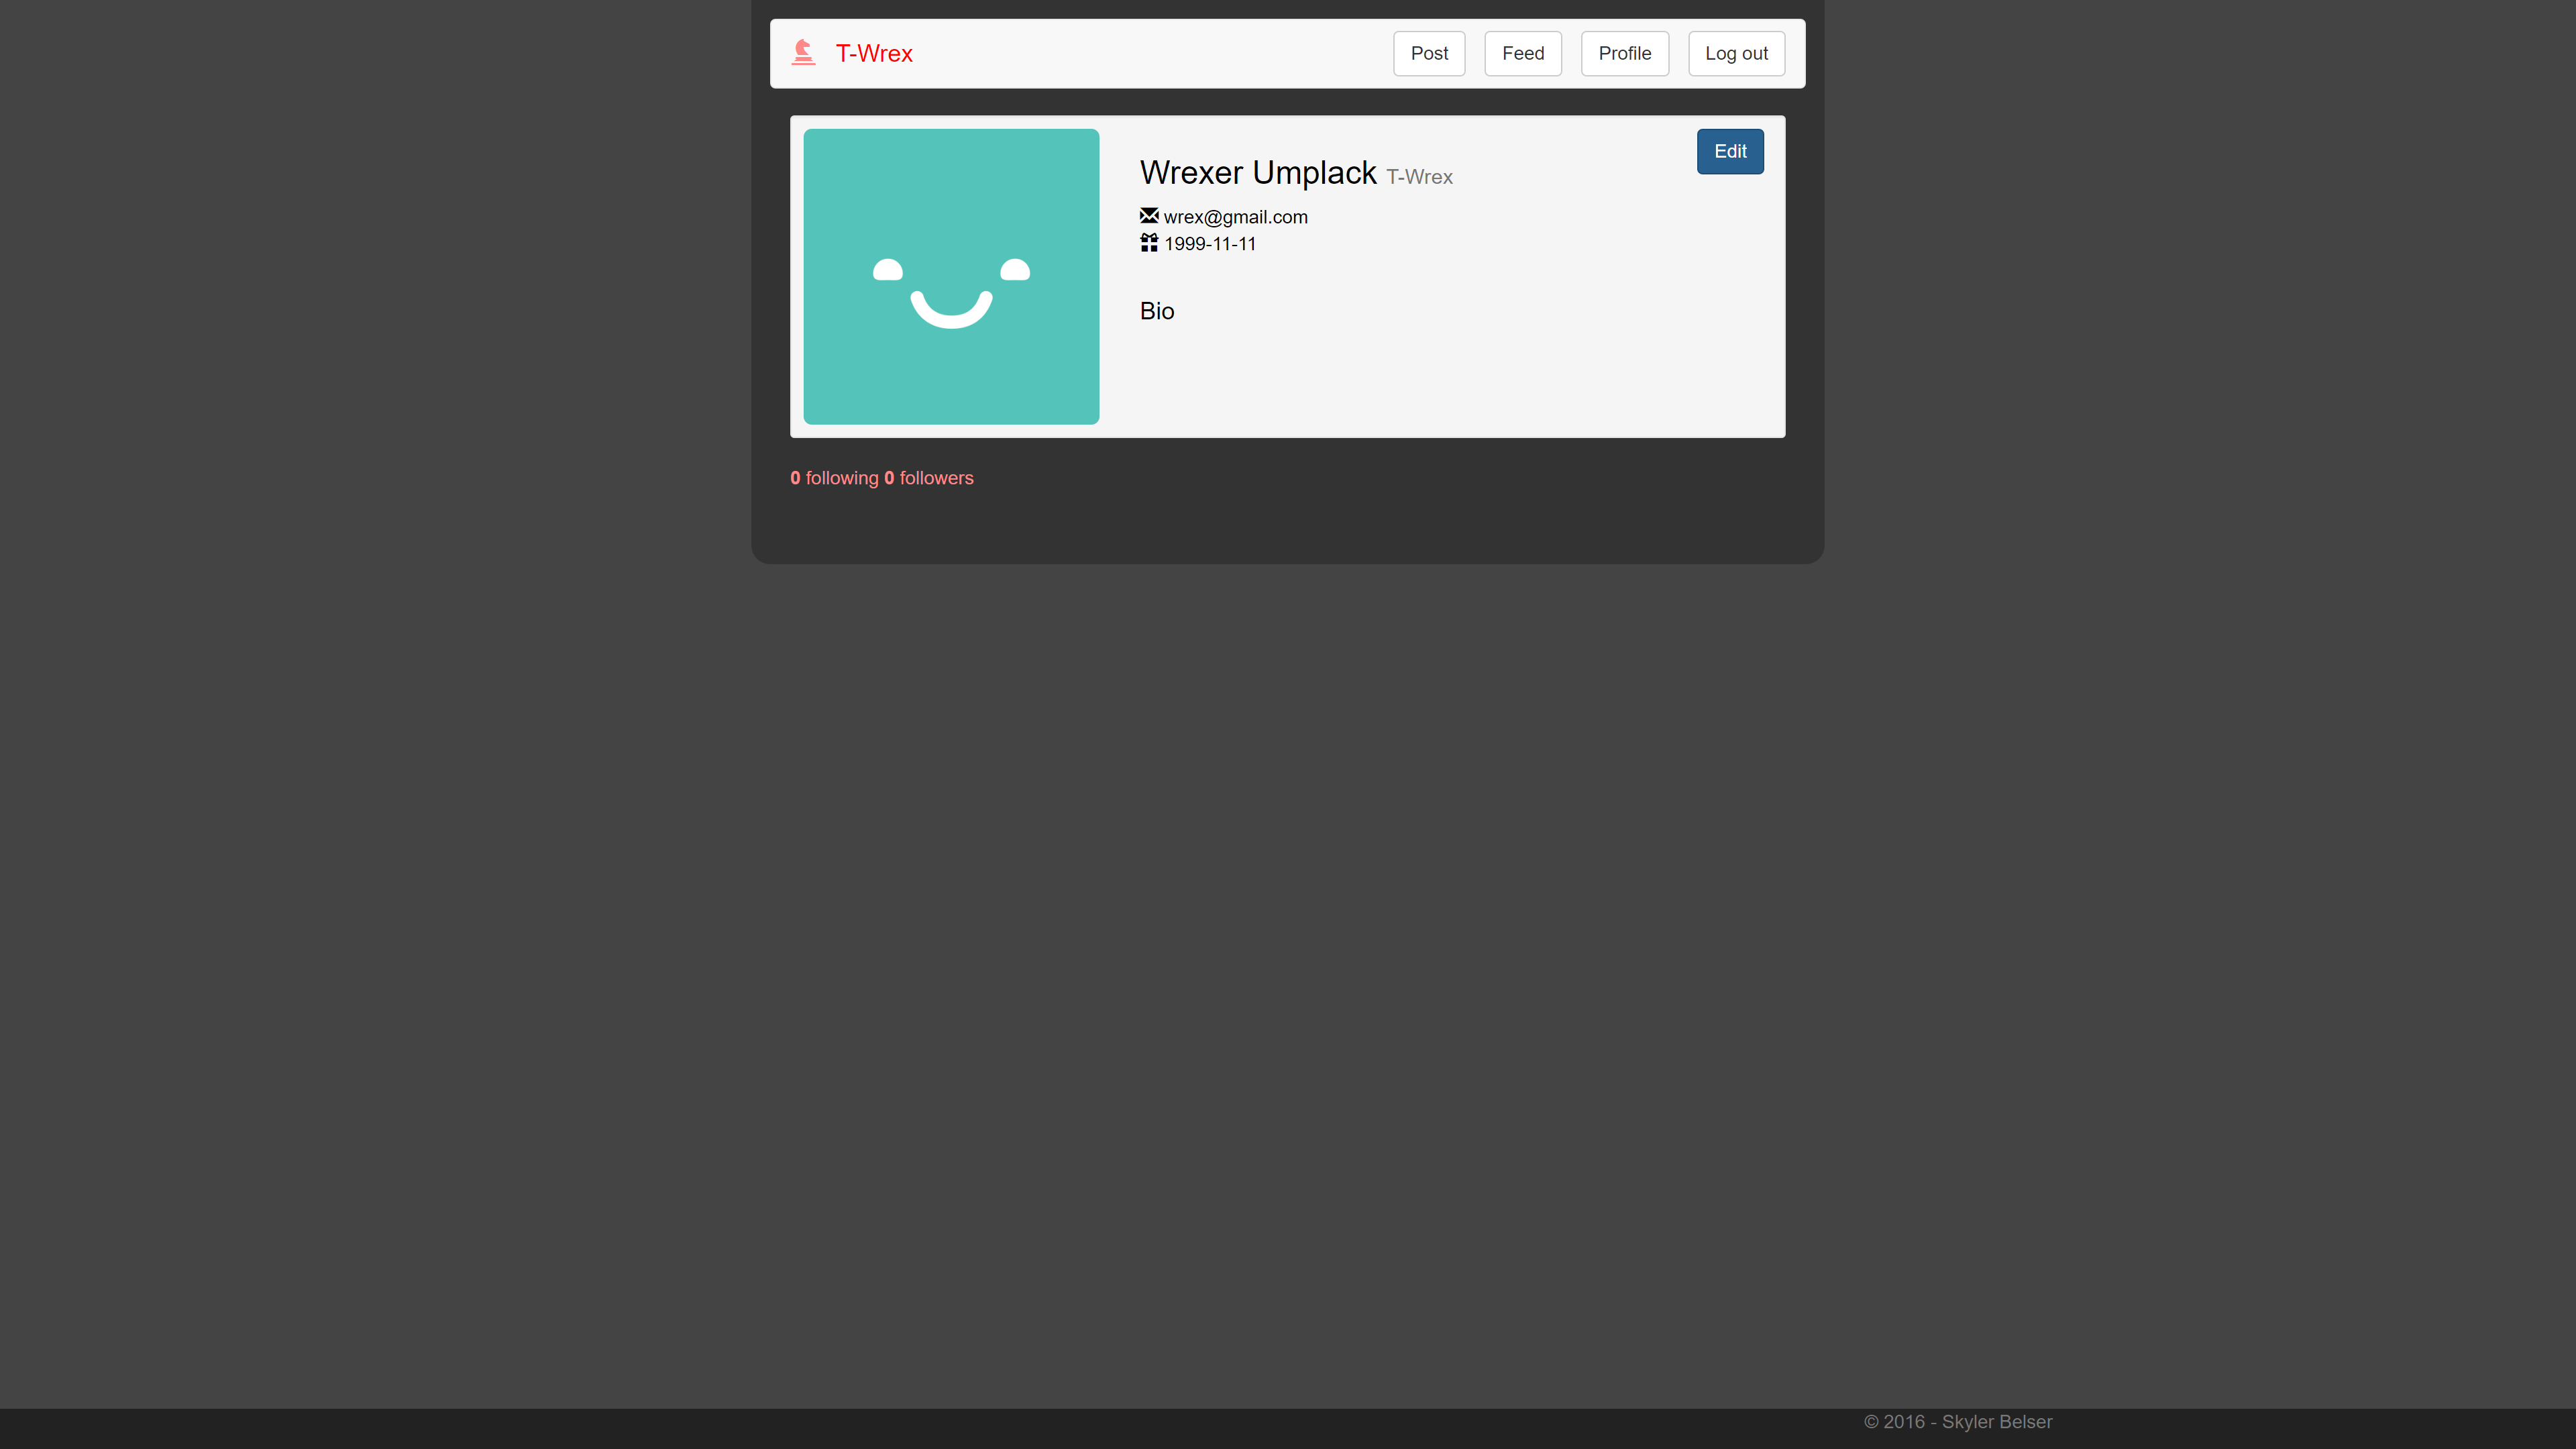 T-Wrex Post Feed Profile Log out
Edit
Wrexer Umplack T-Wrex
wrex@gmail.com
1999-11-11
Bio
0 following 0 followers
© 2016 - Skyler Belser